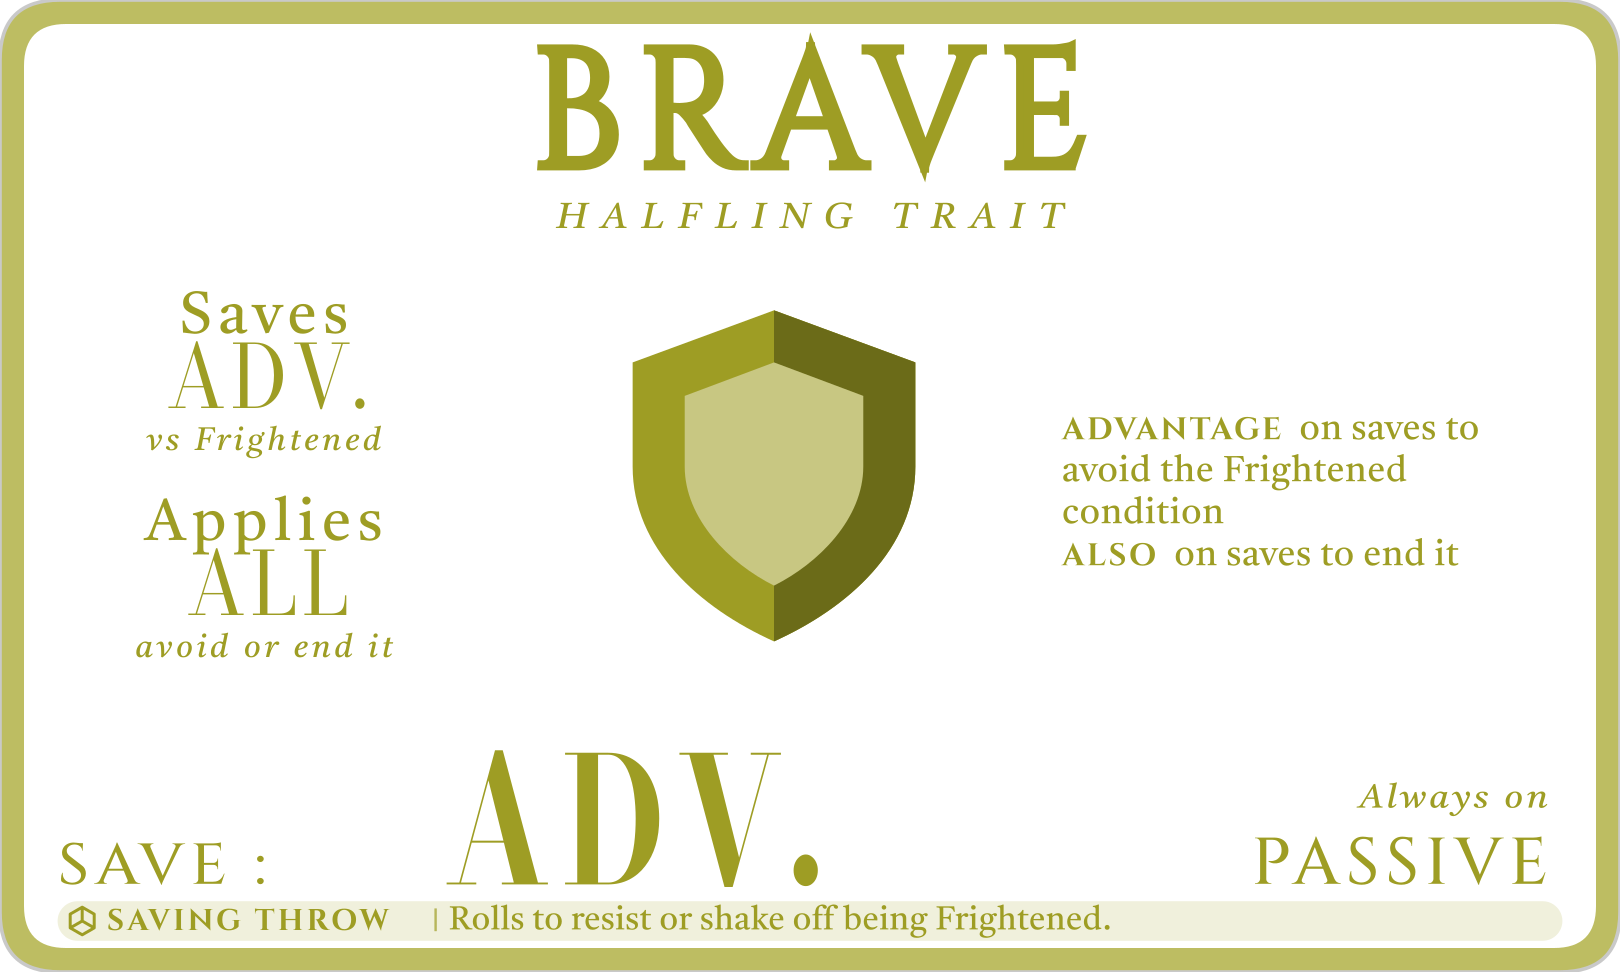 BRAVE
HALFLING TRAIT
Saves
ADV.
vs Frightened
Applies
ALL
avoid or end it
ADVANTAGE on saves to
avoid the Frightened
condition
ALSO on saves to end it
SAVE :
ADV.
Always on
PASSIVE
SAVING THROW | Rolls to resist or shake off being Frightened.